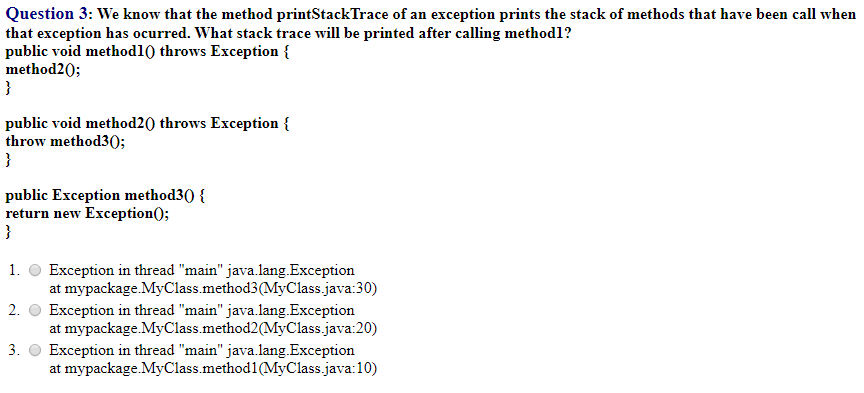 Question 3: We know that the method printStackTrace of an exception prints the stack of methods that have been call when
that exception has ocurred. What stack trace will be printed after calling method1?
public void method1() throws Exception {
method2();
}
public void method2() throws Exception {
throw method3();
}
public Exception method3() {
return new Exception();
}
1. Exception in thread "main" java.lang.Exception
at mypackage.MyClass.method3(MyClass.java:30)
2. Exception in thread "main" java.lang.Exception
at mypackage.MyClass.method2(MyClass.java:20)
3. Exception in thread "main" java.lang.Exception
at mypackage.MyClass.method1(MyClass.java:10)